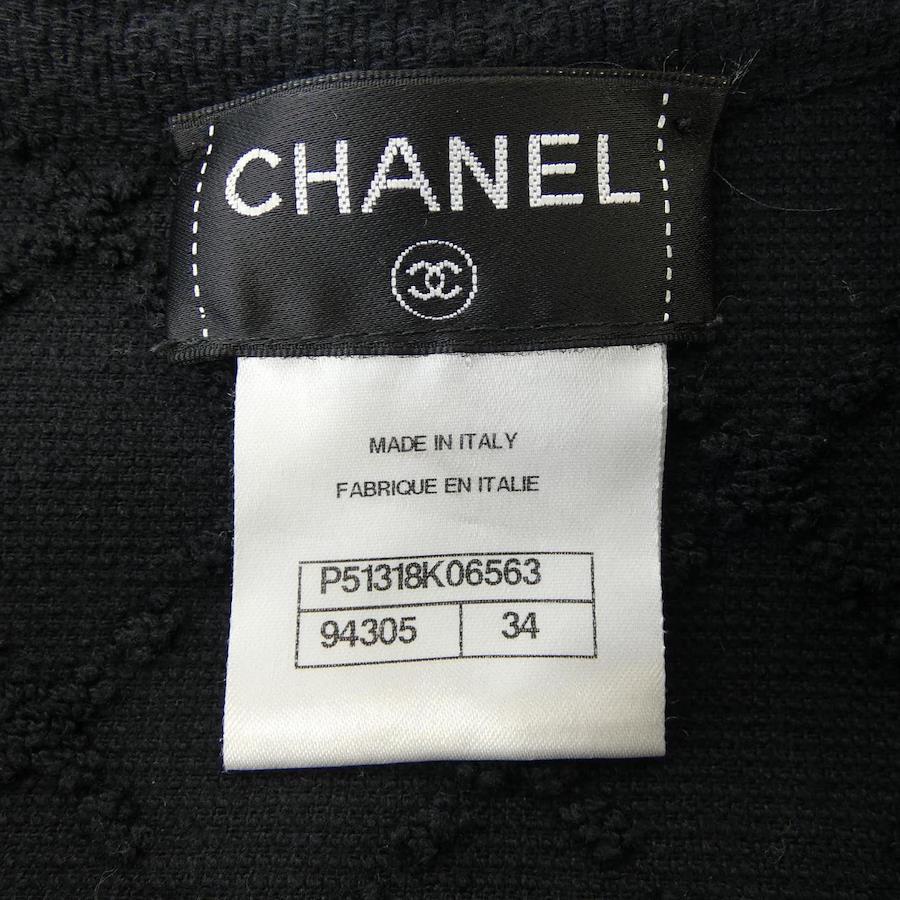 CHANEL
MADE IN ITALY
FABRIQUE EN ITALIE
P51318K06563
94305 34